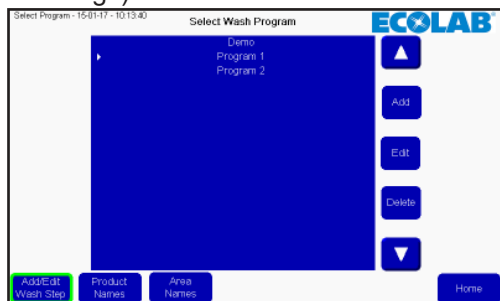 Select Program - 15-01-17 - 10:13:40
Select Wash Program
ECOLAB
Demo
Program 1
Program 2
Add
Edit
Delete
Add/Edit
Wash Step
Product
Names
Area
Names
Home